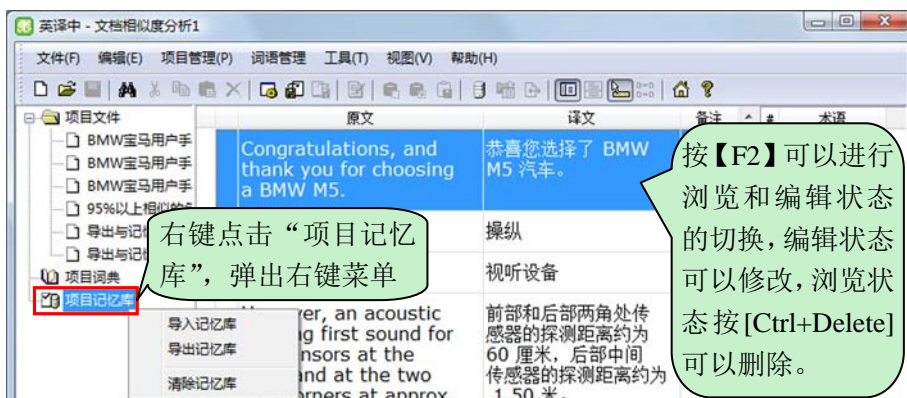 英译中 - 文档相似度分析1
文件(F) 编辑(E) 项目管理(P) 词语管理 工具(T) 视图(V) 帮助(H)
项目文件
BMW宝马用户手
BMW宝马用户手
BMW宝马用户手
95%以上相似的句
导出与记忆
导出与记忆
项目词典
项目记忆库
原文 译文 备注 # 术语
Congratulations, and
thank you for choosing
a BMW M5.
恭喜您选择了 BMW
M5 汽车。
操纵
视听设备
er, an acoustic
g first sound for
nsors at the
nd at the two
orners at approx
前部和后部两角处传
感器的探测距离约为
60 厘米，后部中间
传感器的探测距离约为
1.50 米。
右键点击“项目记忆
库”，弹出右键菜单
导入记忆库
导出记忆库
清除记忆库
按【F2】可以进行
浏览和编辑状态
的切换，编辑状态
可以修改，浏览状
态按[Ctrl+Delete]
可以删除。